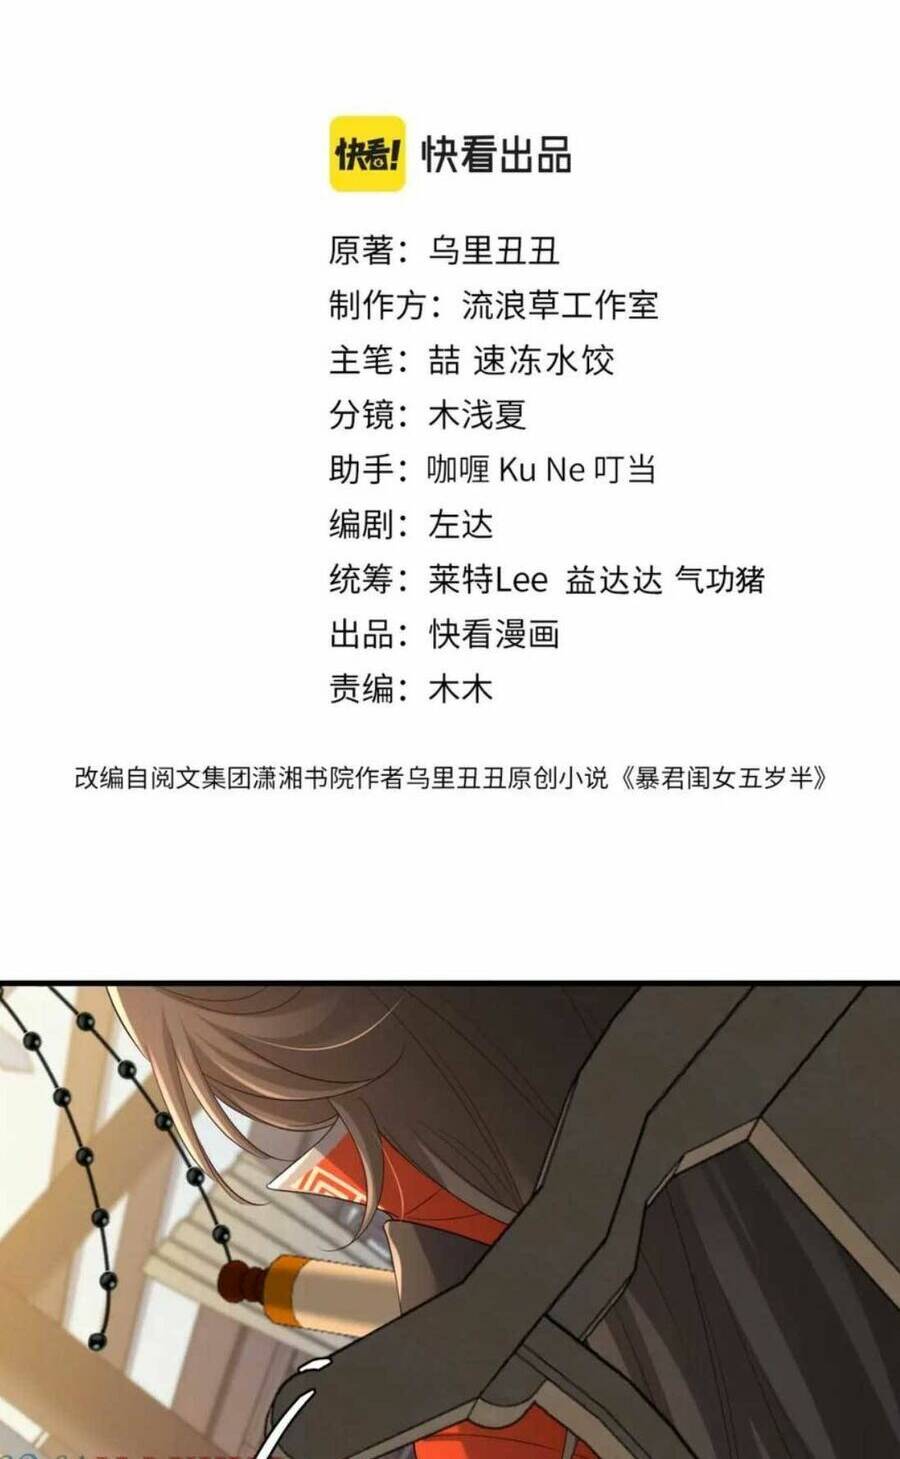 快看! 快看出品
原著：乌里丑丑
制作方：流浪草工作室
主笔：喆 速冻水饺
分镜：木浅夏
助手：咖喱 Ku Ne 叮当
编剧：左达
统筹：莱特Lee 益达达 气功猪
出品：快看漫画
责编：木木
改编自阅文集团潇湘书院作者乌里丑丑原创小说《暴君闺女五岁半》